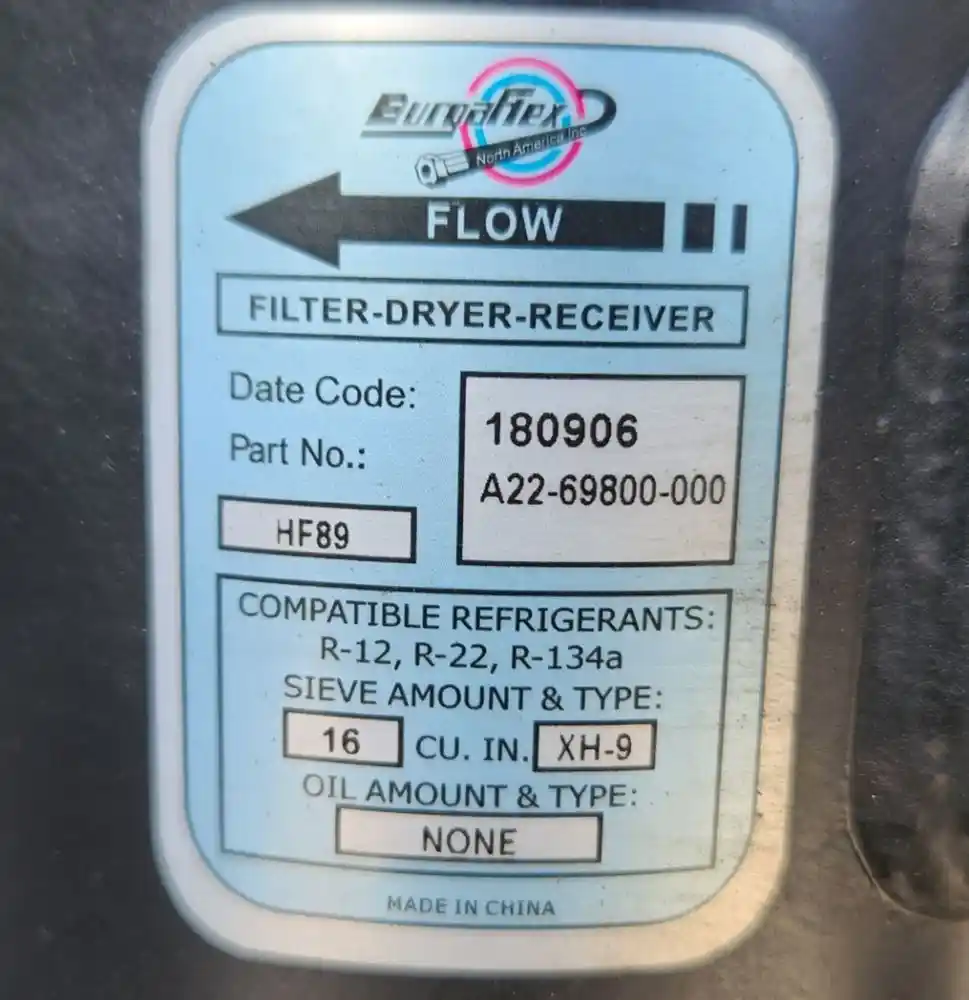 Burgaflex
North America Inc
FLOW
FILTER-DRYER-RECEIVER
Date Code: 180906
Part No.: A22-69800-000
HF89
COMPATIBLE REFRIGERANTS:
R-12, R-22, R-134a
SIEVE AMOUNT & TYPE:
16 CU. IN. XH-9
OIL AMOUNT & TYPE:
NONE
MADE IN CHINA